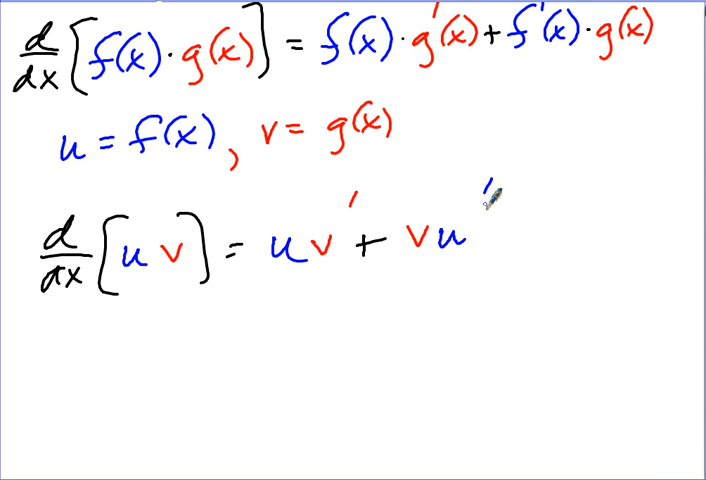 d/dx [f(x) · g(x)] = f(x) · g'(x) + f'(x) · g(x)
u = f(x), v = g(x)
d/dx [u v] = u v' + v u'